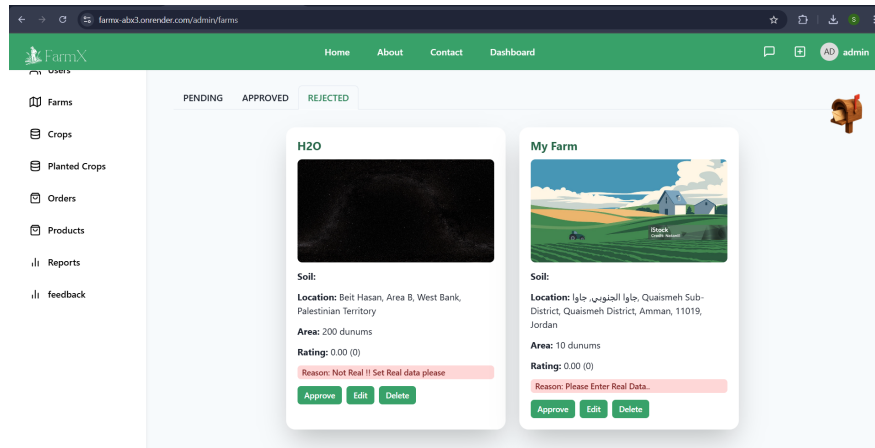 farmx-abx3.onrender.com/admin/farms
S
FarmX
Home About Contact Dashboard
AD admin
Users
Farms
Crops
Planted Crops
Orders
Products
Reports
feedback
PENDING APPROVED REJECTED
H2O
Soil:
Location: Beit Hasan, Area B, West Bank,
Palestinian Territory
Area: 200 dunums
Rating: 0.00 (0)
Reason: Not Real !! Set Real data please
Approve Edit Delete
My Farm
iStock
Credit: Naturell
Soil:
Location: جاوا الجنوبي, جاوا, Quaismeh Sub-
District, Quaismeh District, Amman, 11019,
Jordan
Area: 10 dunums
Rating: 0.00 (0)
Reason: Please Enter Real Data..
Approve Edit Delete